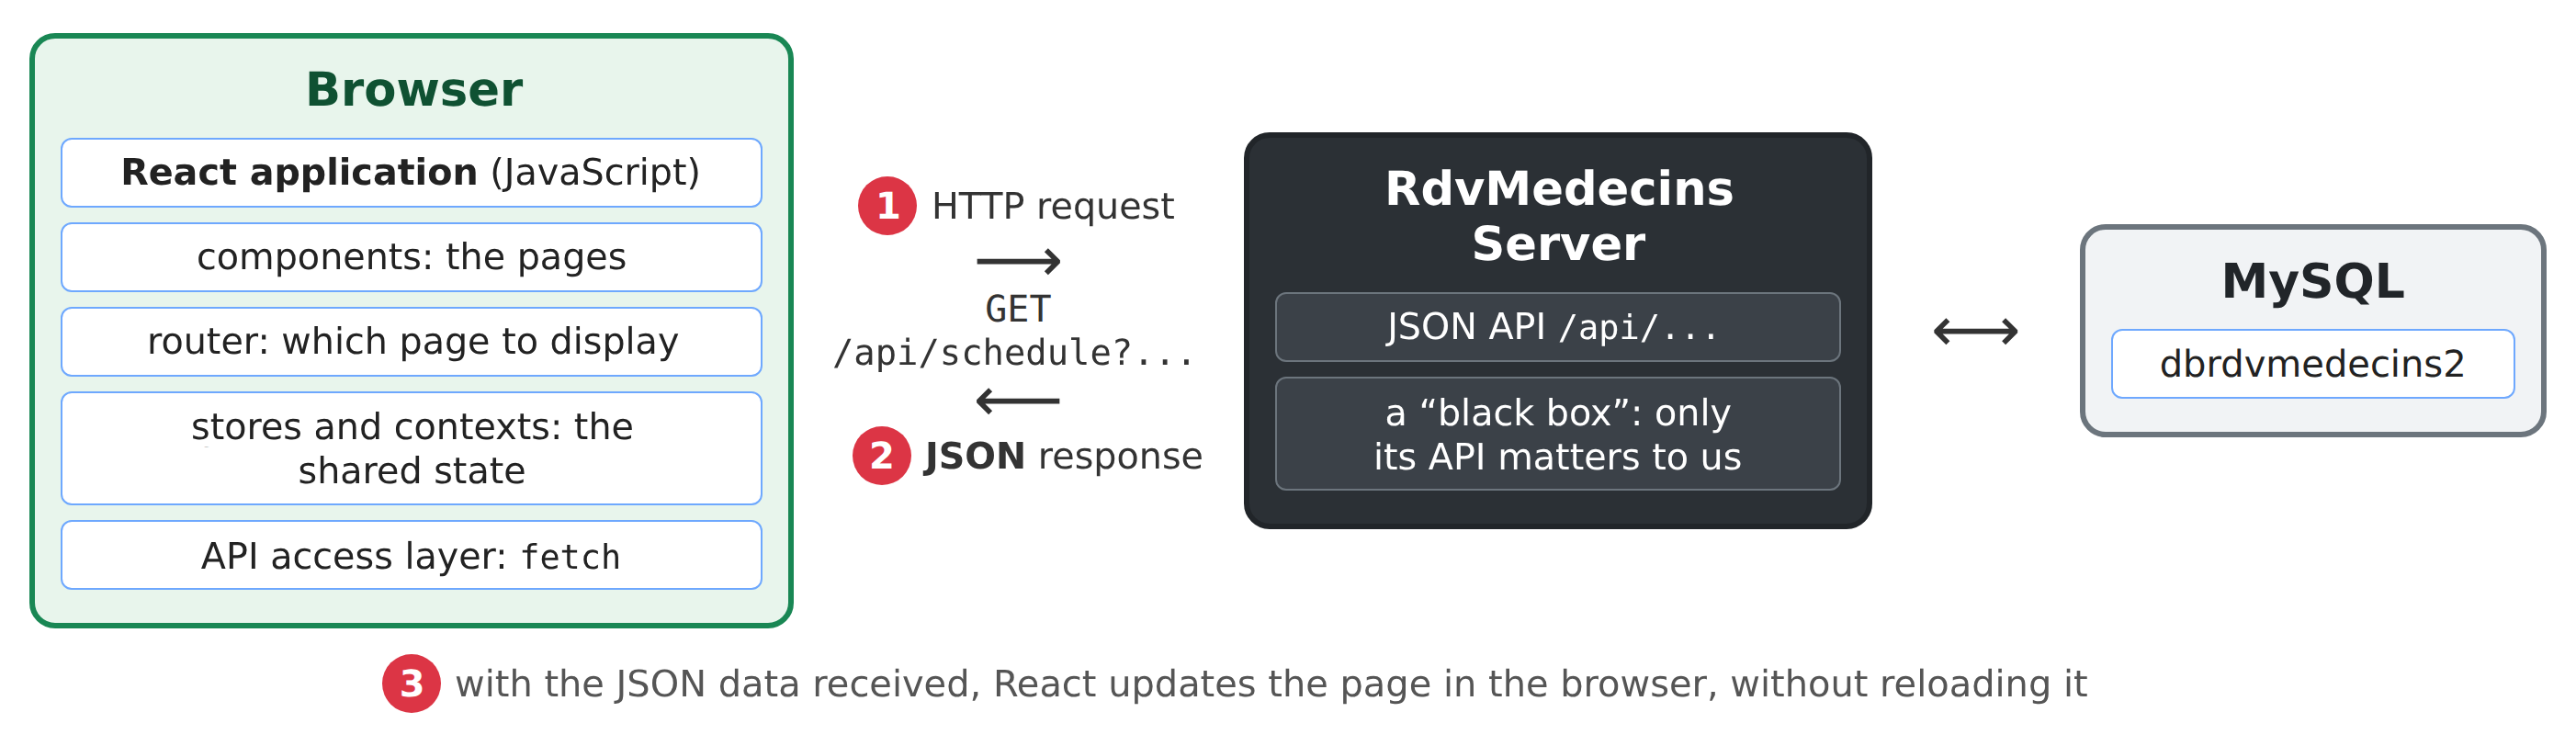 Browser
React application (JavaScript)
components: the pages
router: which page to display
stores and contexts: the
shared state
API access layer: fetch
1 HTTP request
⟶
GET
/api/schedule?...
⟵
2 JSON response
RdvMedecins
Server
JSON API /api/...
a “black box”: only
its API matters to us
⟷
MySQL
dbrdvmedecins2
3 with the JSON data received, React updates the page in the browser, without reloading it